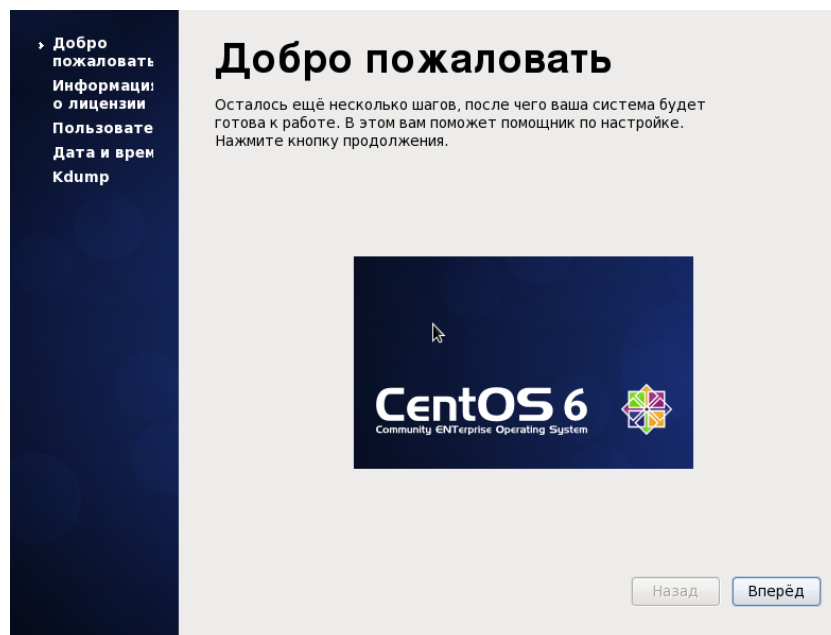 Добро
пожаловать
Информация
о лицензии
Пользовате
Дата и врем
Kdump
Добро пожаловать
Осталось ещё несколько шагов, после чего ваша система будет
готова к работе. В этом вам поможет помощник по настройке.
Нажмите кнопку продолжения.
CentOS 6
Community ENTerprise Operating System
Назад
Вперёд